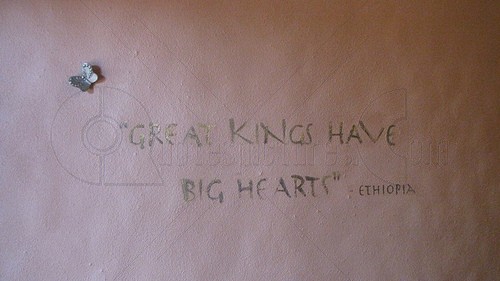 "GREAT KINGS HAVE
BIG HEARTS" - ETHIOPIA